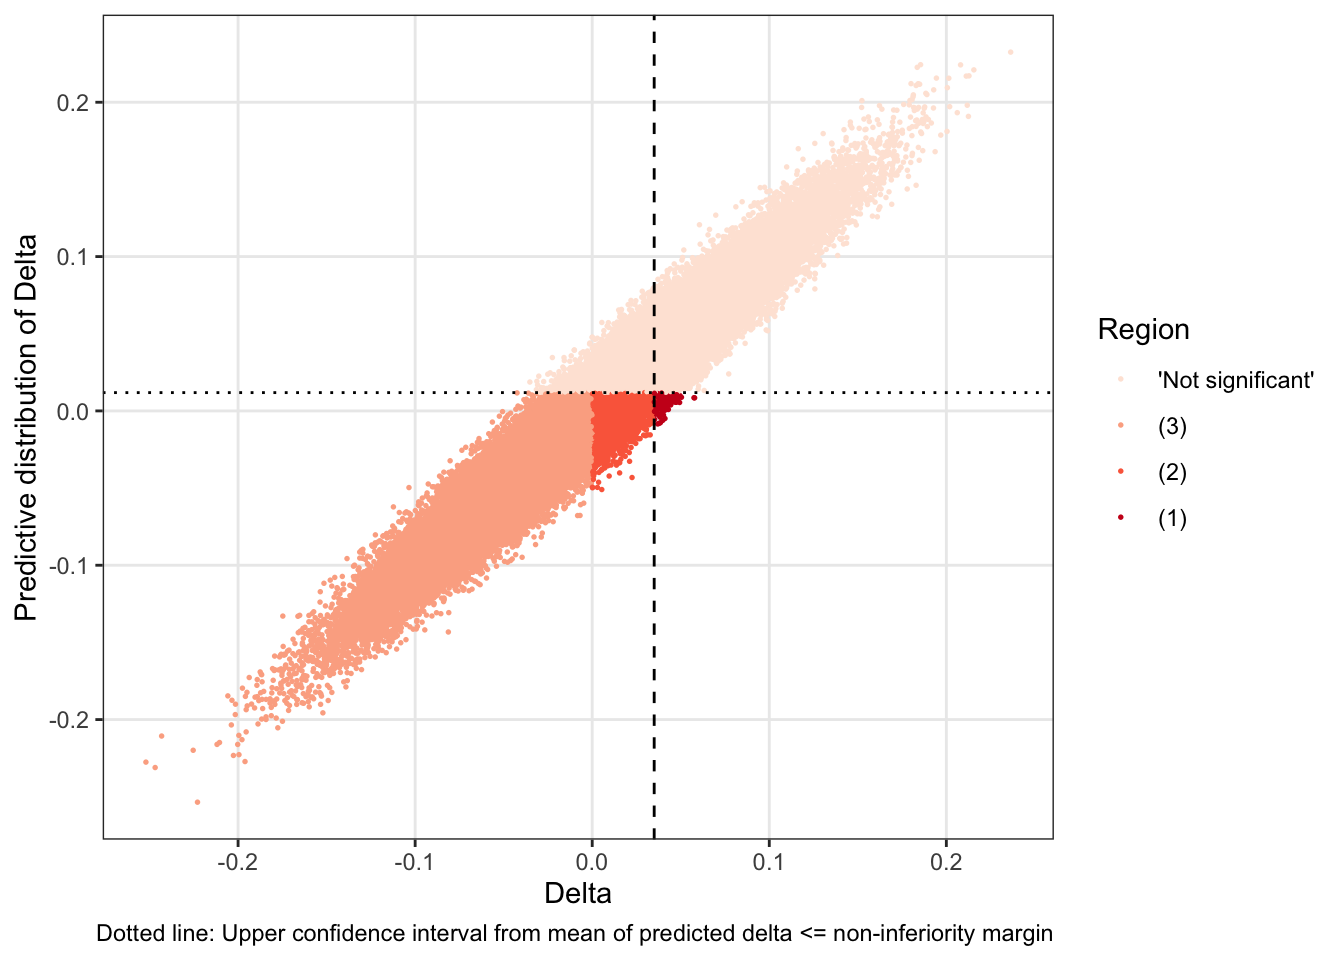 0.2
0.1
0.0
-0.1
-0.2
Predictive distribution of Delta
-0.2
-0.1
0.0
0.1
0.2
Delta
Region
'Not significant'
(3)
(2)
(1)
Dotted line: Upper confidence interval from mean of predicted delta <= non-inferiority margin